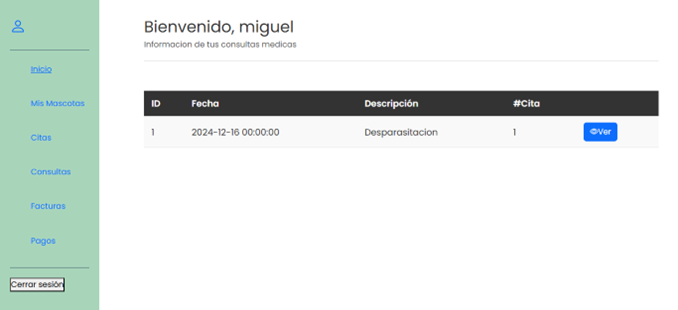 Bienvenido, miguel
Informacion de tus consultas medicas
Inicio
Mis Mascotas
Citas
Consultas
Facturas
Pagos
Cerrar sesión
ID Fecha Descripción #Cita
1 2024-12-16 00:00:00 Desparasitacion 1 Ver